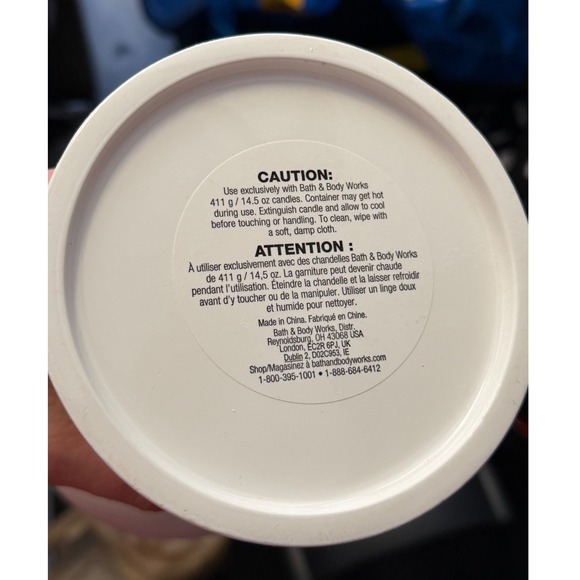 CAUTION:
Use exclusively with Bath & Body Works
411 g / 14.5 oz candles. Container may get hot
during use. Extinguish candle and allow to cool
before touching or handling. To clean, wipe with
a soft, damp cloth.
ATTENTION :
À utiliser exclusivement avec des chandelles Bath & Body Works
de 411 g / 14,5 oz. La garniture peut devenir chaude
pendant l'utilisation. Éteindre la chandelle et la laisser refroidir
avant d'y toucher ou de la manipuler. Utiliser un linge doux
et humide pour nettoyer.
Made in China. Fabriqué en Chine.
Bath & Body Works, Distr.
Reynoldsburg, OH 43068 USA
London, EC2R 6PJ, UK
Dublin 2, D02C953, IE
Shop/Magasinez à bathandbodyworks.com
1-800-395-1001 • 1-888-684-6412